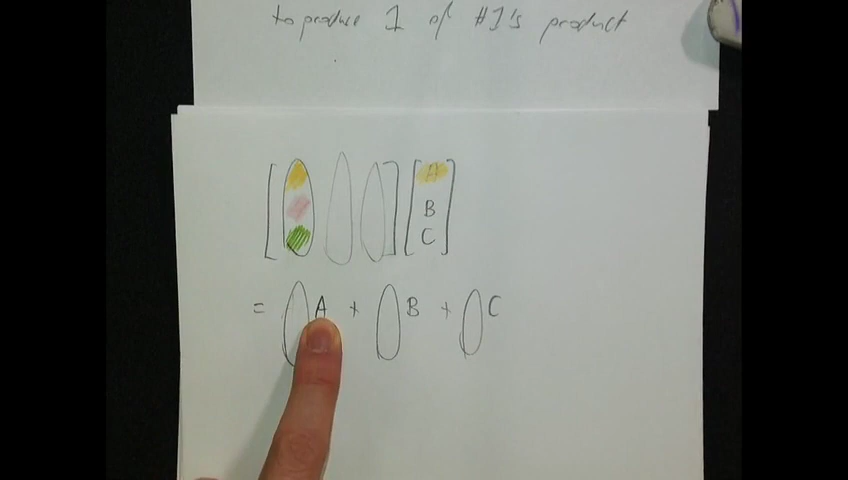 to produce 1 of #1's product
[ ] [A
B
C]
= A + B + C